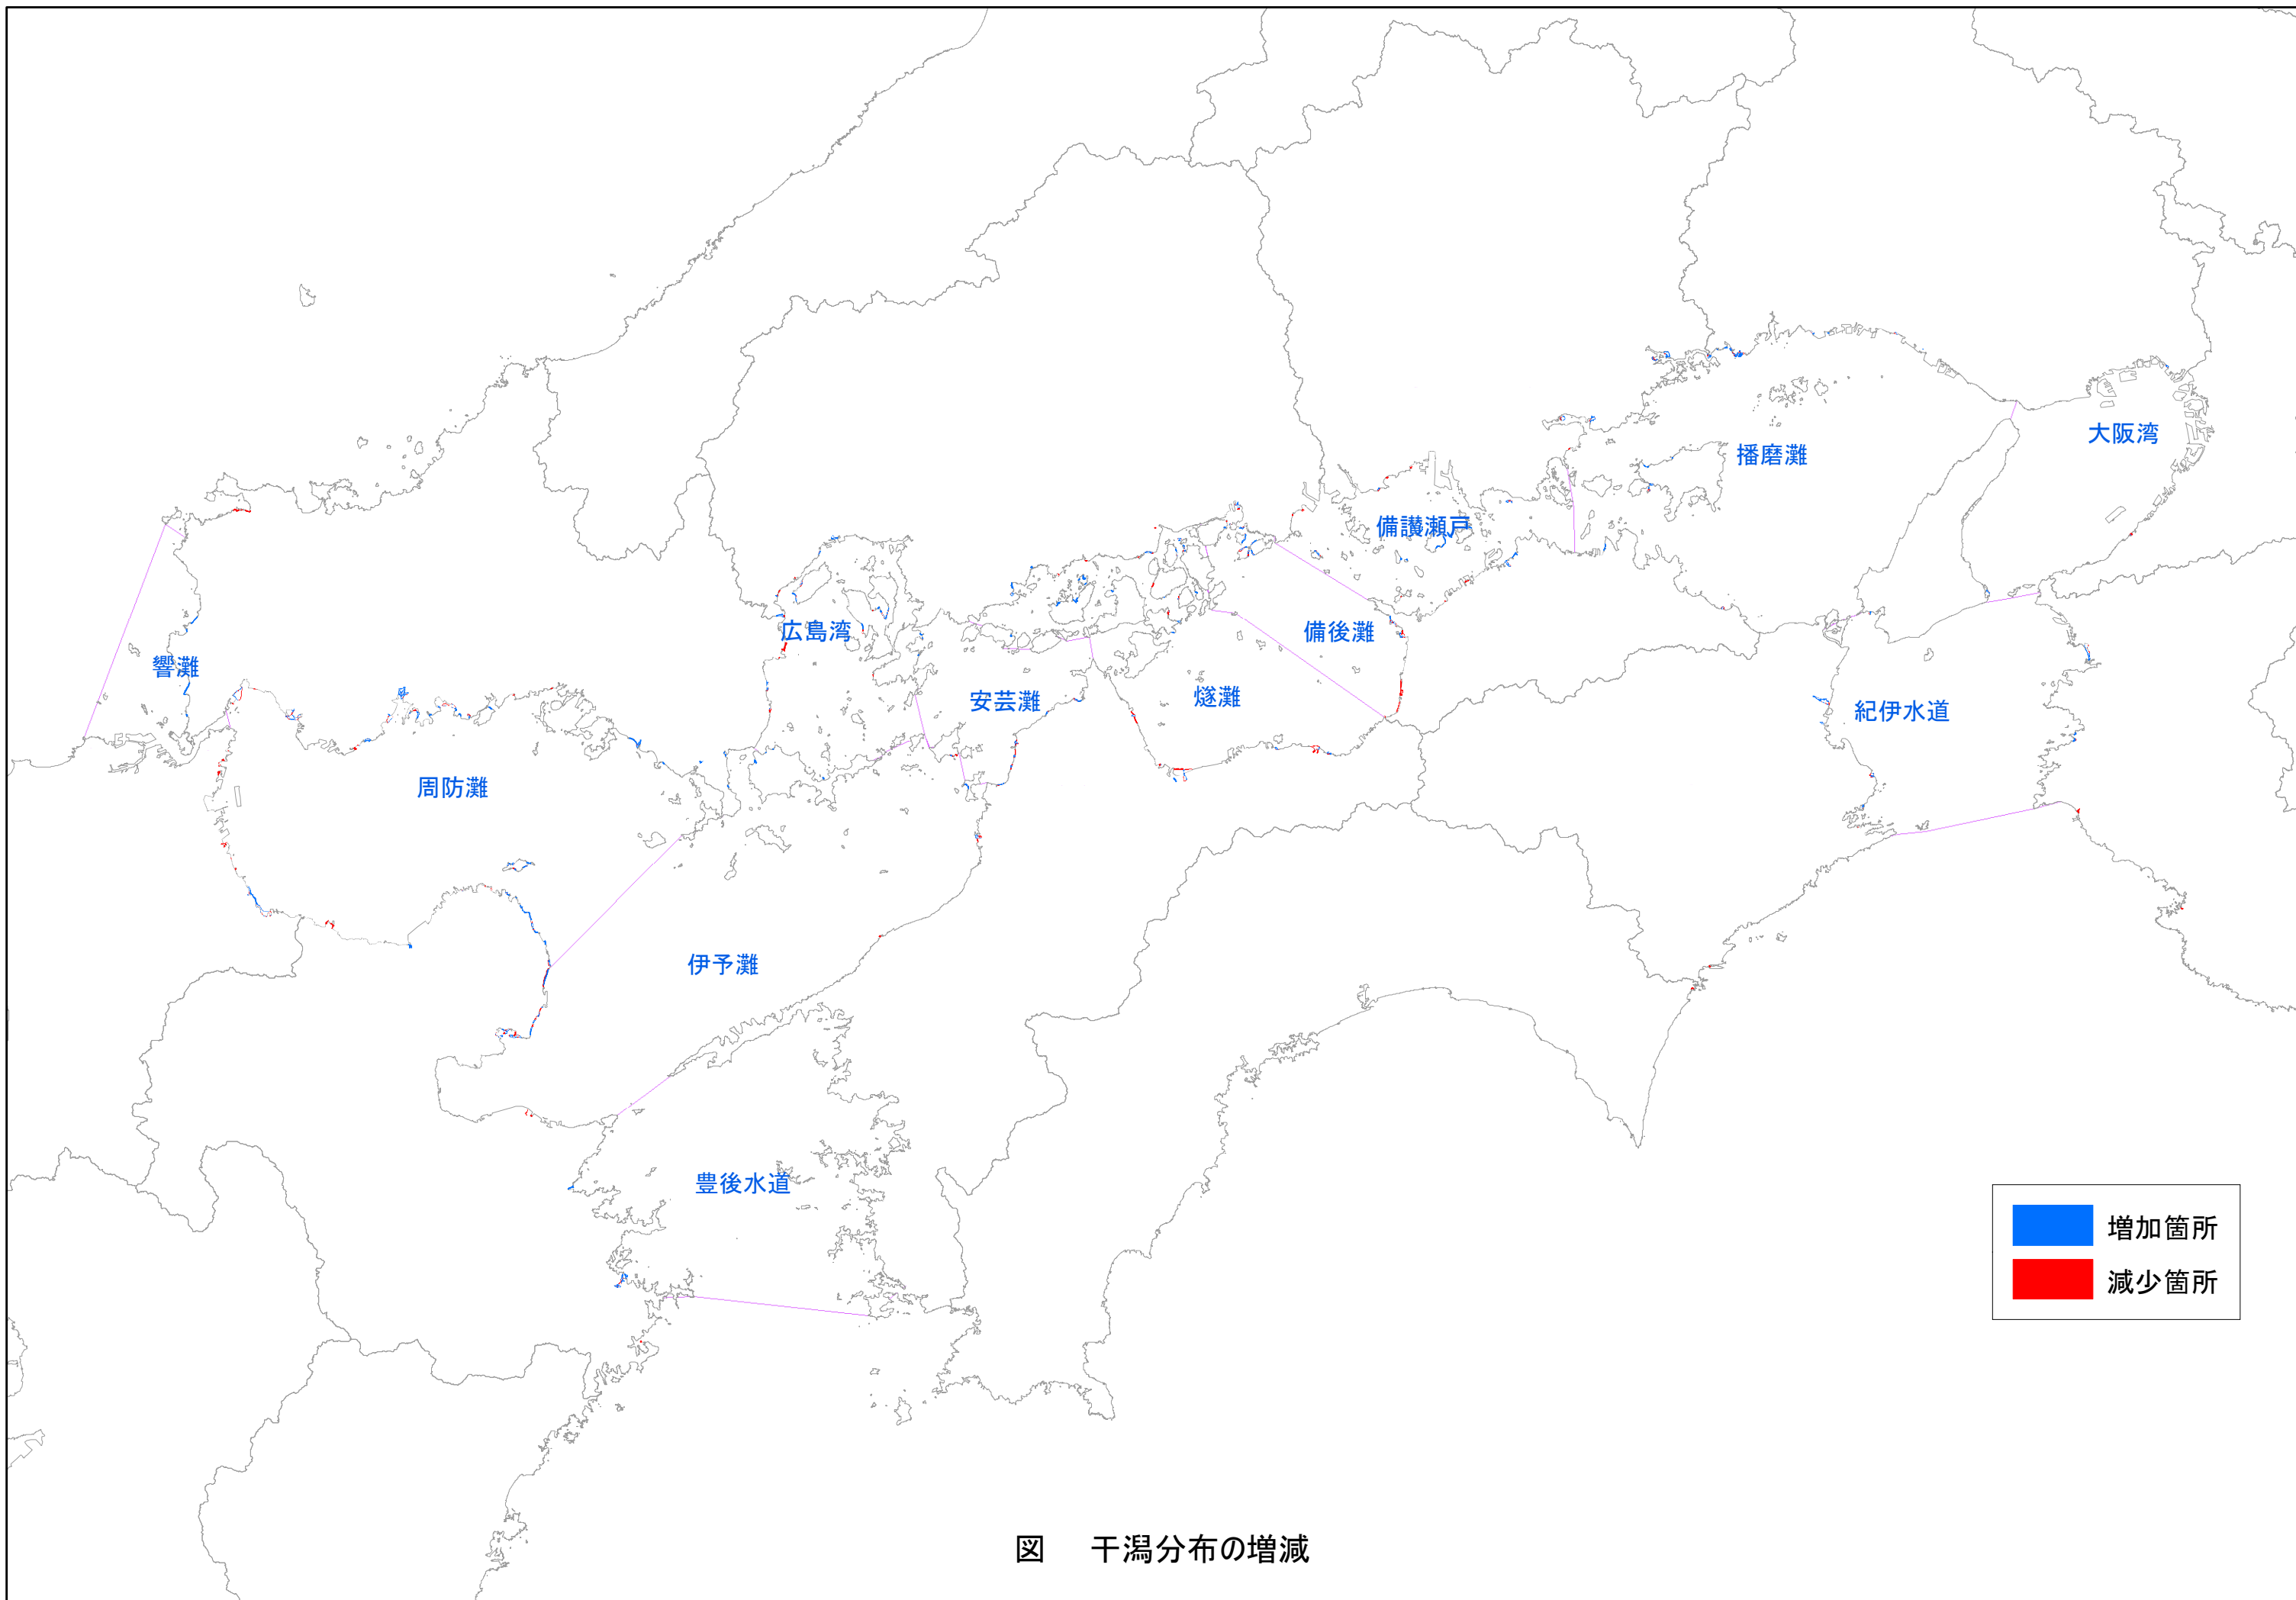 大阪湾
播磨灘
備讃瀬戸
広島湾
備後灘
響灘
安芸灘
燧灘
紀伊水道
周防灘
伊予灘
豊後水道
増加箇所
減少箇所
図 干潟分布の増減